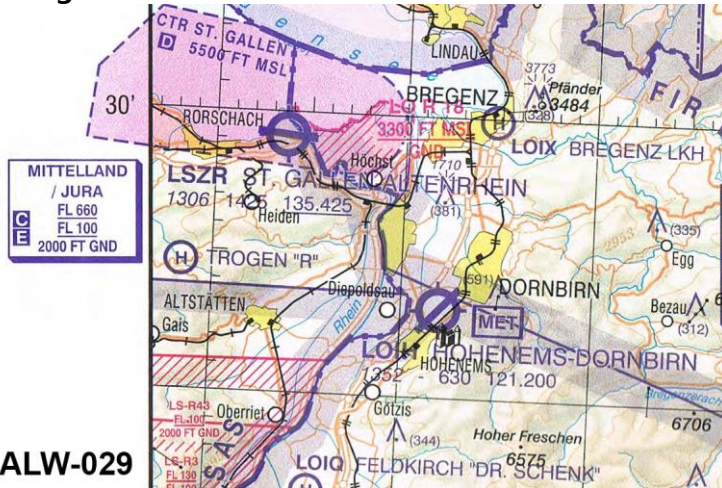 CTR ST. GALLEN
D 5500 FT MSL
LINDAU
3773
Pfänder
3484
(328)
FIR
BREGENZ
30'
RORSCHACH
LO R 18
3300 FT MSL
GND
H
LOIX BREGENZ LKH
Höchst
1710
(381)
MITTELLAND
/ JURA
FL 660
C
FL 100
E
2000 FT GND
LSZR ST. GALLEN ALTENRHEIN
1306 135.425
Heiden
H TROGEN "R"
2953
(335)
Egg
(591)
Diepoldsau
DORNBIRN
Rhein
ALTSTÄTTEN
Gais
MET
Bezau
(312)
LOIH HOHENEMS-DORNBIRN
HOHENEMS
1352 - 630 121.200
Götzis
Bregenzerach
6706
LS-R43
FL 100
2000 FT GND
Oberriet
SAS
(344)
Hoher Freschen
6575
ALW-029
LS-R3
FL 130
LOIQ FELDKIRCH "DR. SCHENK"
H